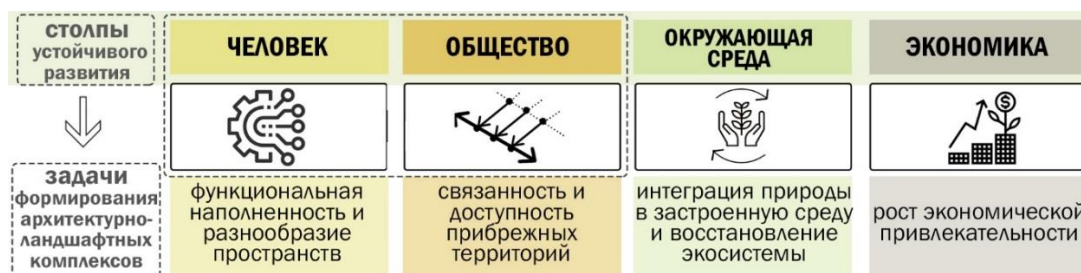 СТОЛПЫ
устойчивого
развития
ЧЕЛОВЕК
ОБЩЕСТВО
ОКРУЖАЮЩАЯ
СРЕДА
ЭКОНОМИКА
задачи
формирования
архитектурно-
ландшафтных
комплексов
функциональная
наполненность и
разнообразие
пространств
связанность и
доступность
прибрежных
территорий
интеграция природы
в застроенную среду
и восстановление
экосистемы
рост экономической
привлекательности
$